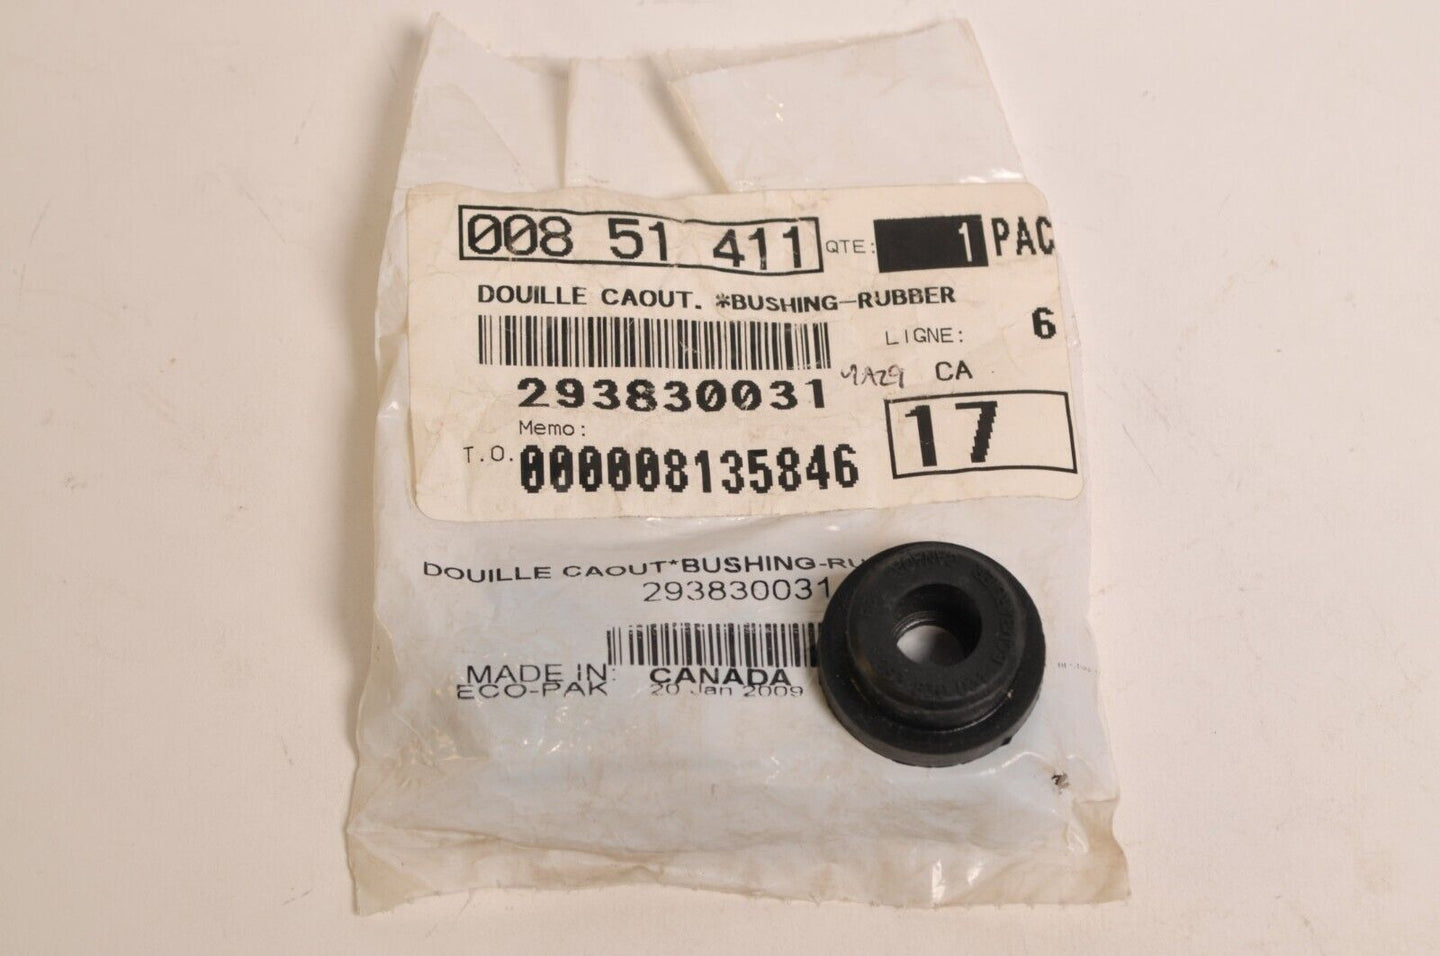 008 51 411 QTE: 1 PAC
DOUILLE CAOUT. *BUSHING-RUBBER
LIGNE: 6
293830031 CA
Memo:
17
T.O. 000008135846
DOUILLE CAOUT*BUSHING-RU
293830031
MADE IN: CANADA
ECO-PAK 20 Jan 2009